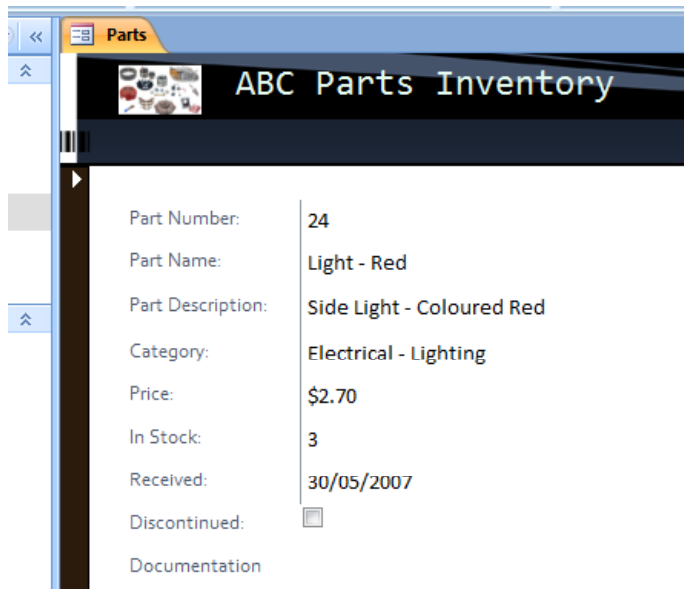 Parts
ABC Parts Inventory
Part Number: 24
Part Name: Light - Red
Part Description: Side Light - Coloured Red
Category: Electrical - Lighting
Price: $2.70
In Stock: 3
Received: 30/05/2007
Discontinued:
Documentation